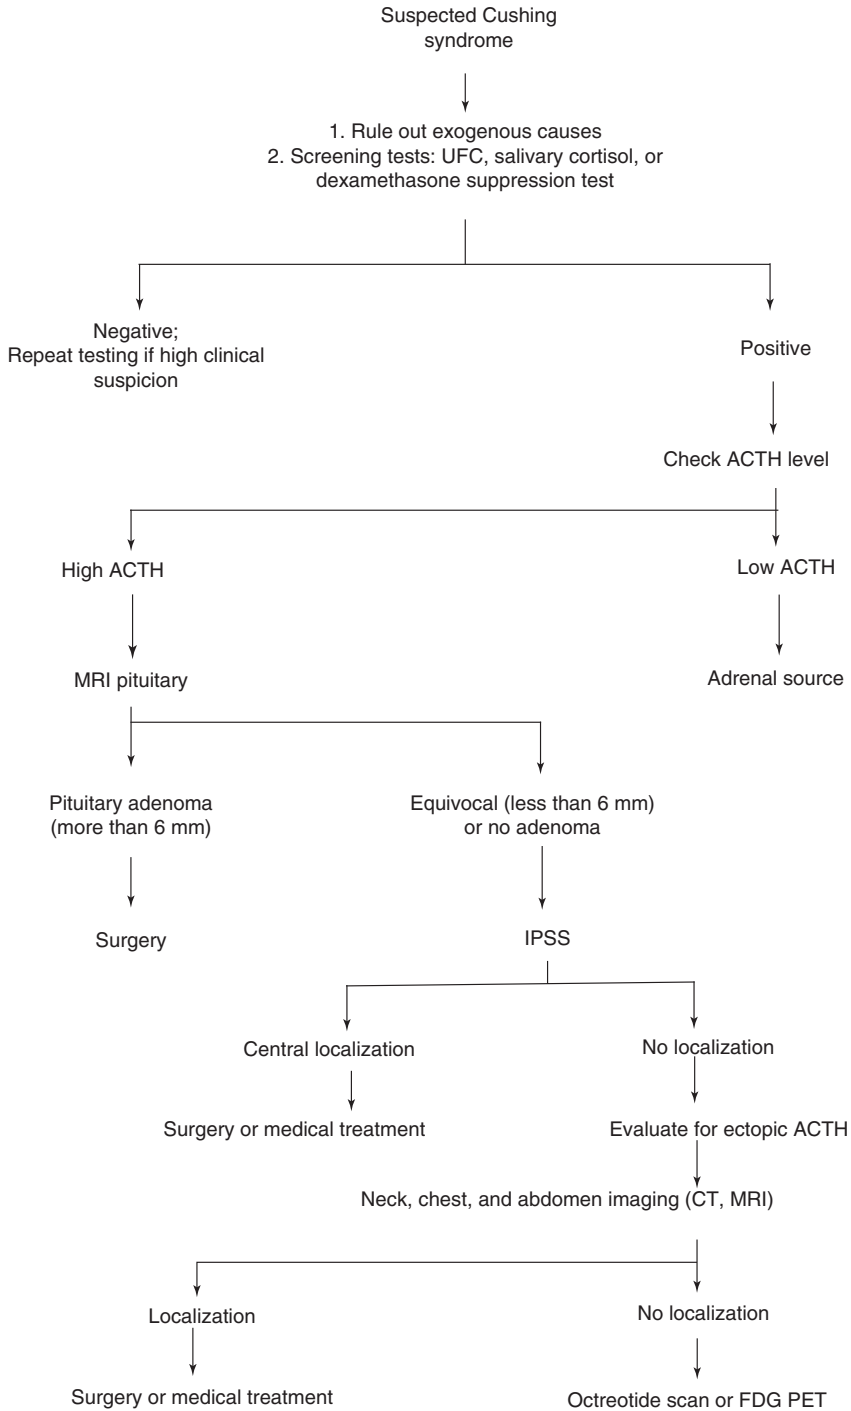 Suspected Cushing
syndrome
1. Rule out exogenous causes
2. Screening tests: UFC, salivary cortisol, or
dexamethasone suppression test
Negative;
Repeat testing if high clinical
suspicion
Positive
Check ACTH level
High ACTH
Low ACTH
MRI pituitary
Adrenal source
Pituitary adenoma
(more than 6 mm)
Equivocal (less than 6 mm)
or no adenoma
Surgery
IPSS
Central localization
No localization
Surgery or medical treatment
Evaluate for ectopic ACTH
Neck, chest, and abdomen imaging (CT, MRI)
Localization
No localization
Surgery or medical treatment
Octreotide scan or FDG PET